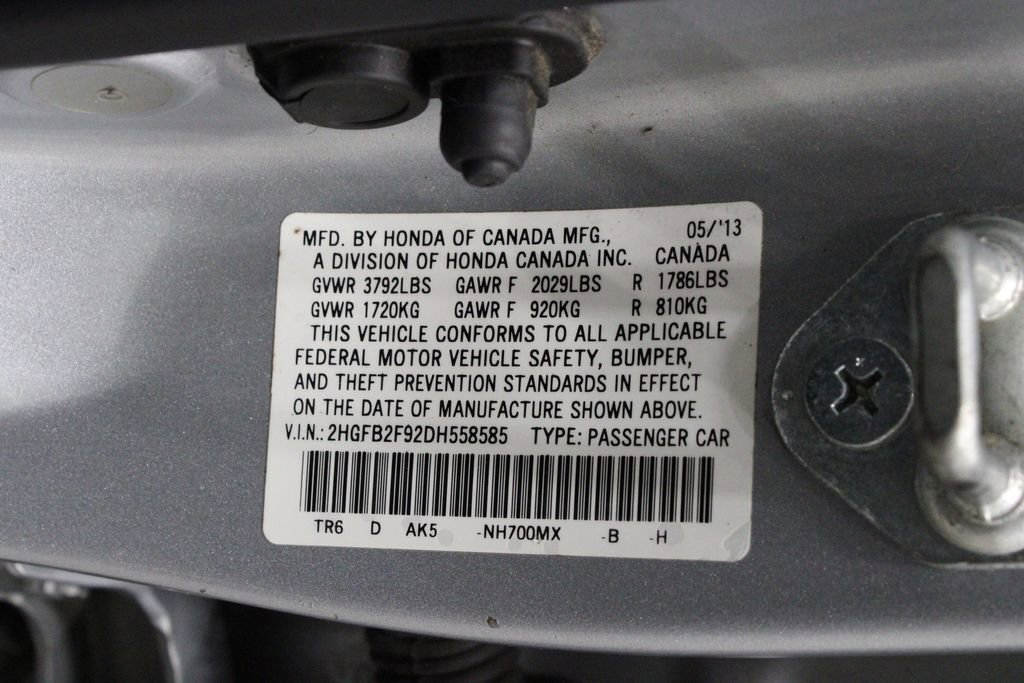 MFD. BY HONDA OF CANADA MFG., 05/'13
A DIVISION OF HONDA CANADA INC. CANADA
GVWR 3792LBS GAWR F 2029LBS R 1786LBS
GVWR 1720KG GAWR F 920KG R 810KG
THIS VEHICLE CONFORMS TO ALL APPLICABLE
FEDERAL MOTOR VEHICLE SAFETY, BUMPER,
AND THEFT PREVENTION STANDARDS IN EFFECT
ON THE DATE OF MANUFACTURE SHOWN ABOVE.
V.I.N.: 2HGFB2F92DH558585 TYPE: PASSENGER CAR
TR6 D AK5 -NH700MX -B -H